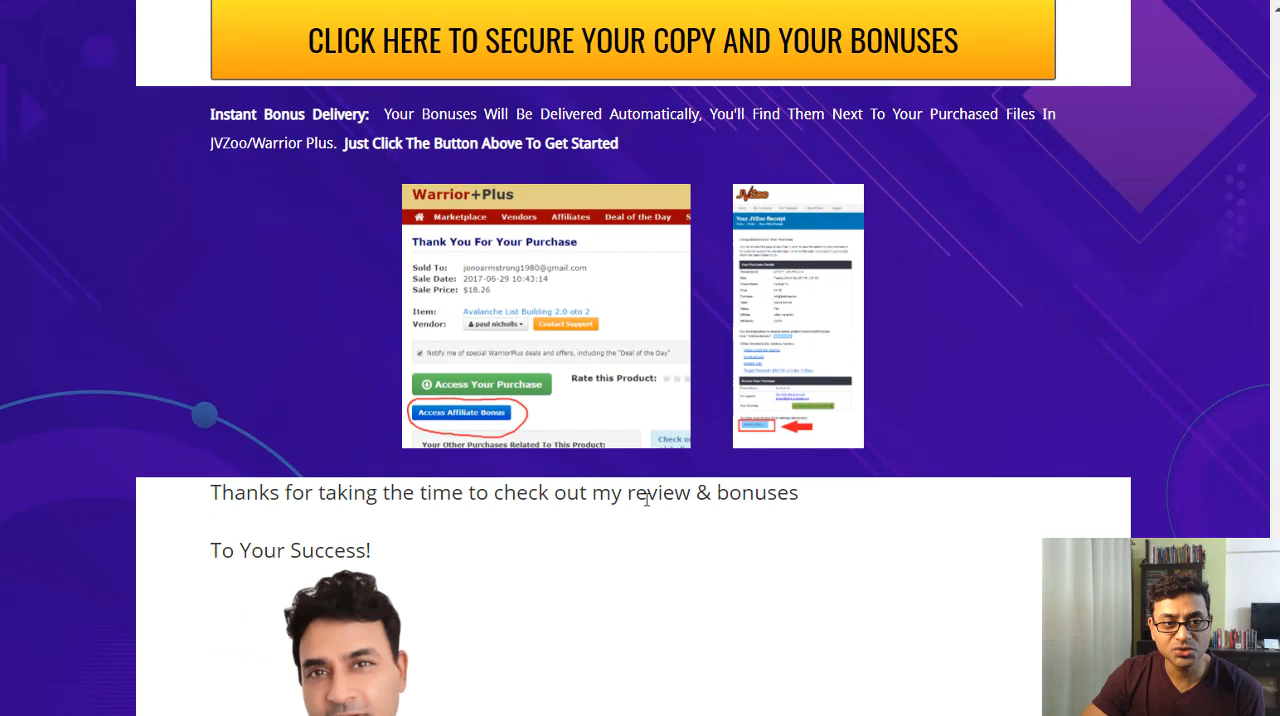 CLICK HERE TO SECURE YOUR COPY AND YOUR BONUSES
Instant Bonus Delivery: Your Bonuses Will Be Delivered Automatically, You'll Find Them Next To Your Purchased Files In
JVZoo/Warrior Plus. Just Click The Button Above To Get Started
Warrior+Plus
Marketplace Vendors Affiliates Deal of the Day S
Thank You For Your Purchase
Sold To: jonoarmstrong1980@gmail.com
Sale Date: 2017-06-29 10:43:14
Sale Price: $18.26
Item: Avalanche List Building 2.0 oto 2
Vendor: paul nicholls Contact Support
Notify me of special WarriorPlus deals and offers, including the "Deal of the Day"
Access Your Purchase Rate this Product:
Access Affiliate Bonus
Your Other Purchases Related To This Product: Check o
JVZoo
Your JVZoo Receipt
Thanks for taking the time to check out my review & bonuses
To Your Success!